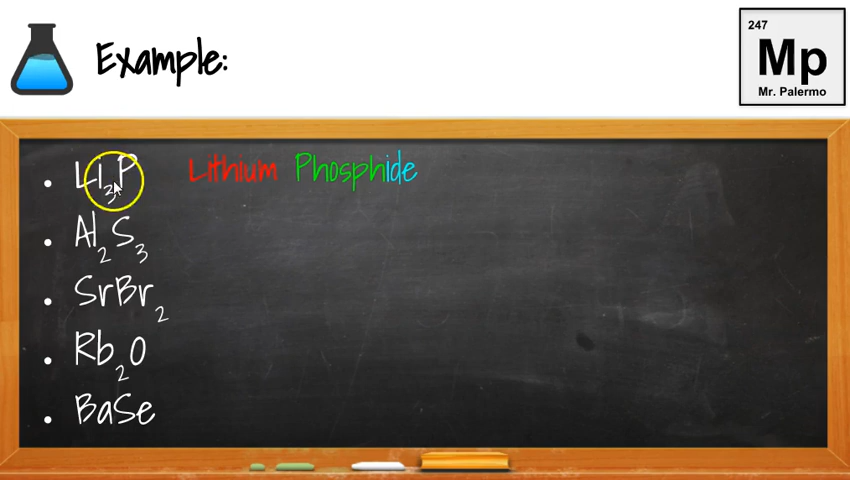 Example:
247
Mp
Mr. Palermo
• Li₃P Lithium Phosphide
• Al₂S₃
• SrBr₂
• Rb₂O
• BaSe